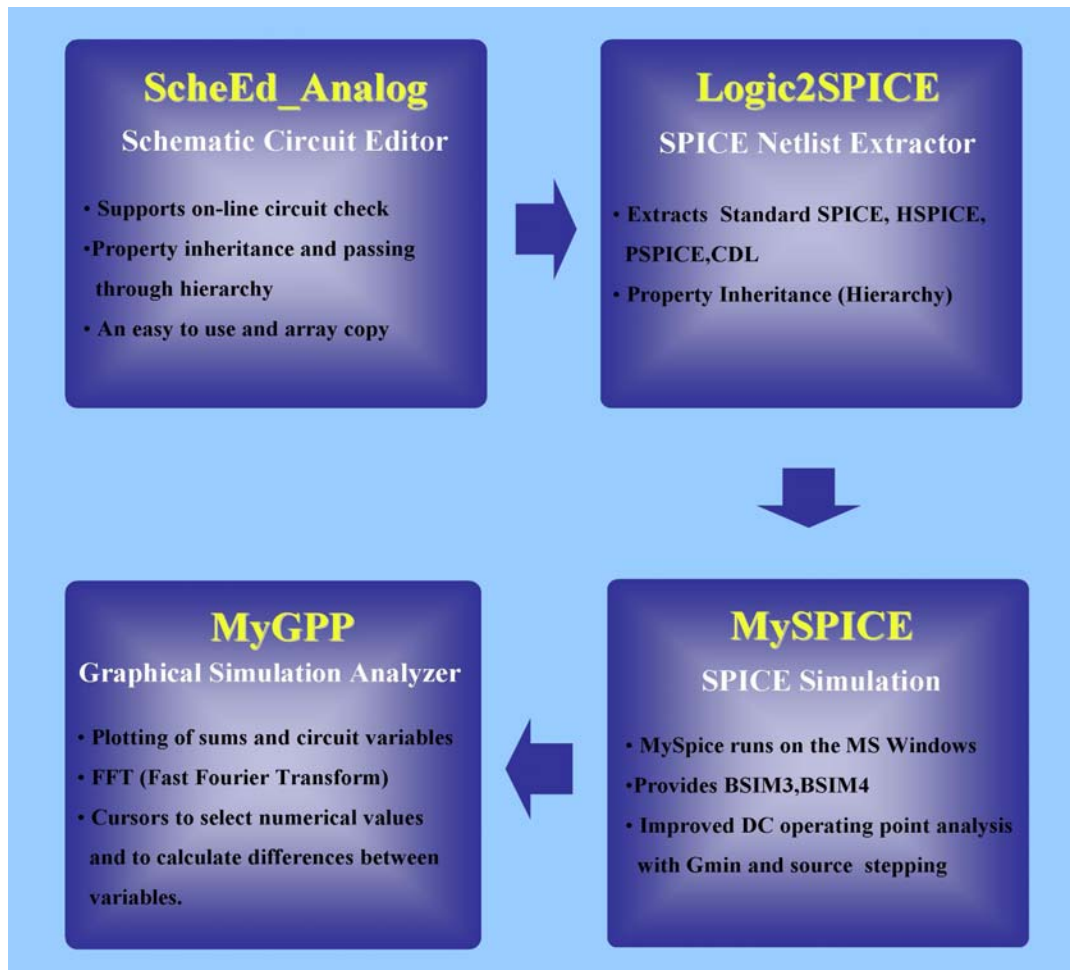 ScheEd_Analog
Schematic Circuit Editor
• Supports on-line circuit check
•Property inheritance and passing
through hierarchy
• An easy to use and array copy
Logic2SPICE
SPICE Netlist Extractor
• Extracts Standard SPICE, HSPICE,
PSPICE,CDL
• Property Inheritance (Hierarchy)
MySPICE
SPICE Simulation
• MySpice runs on the MS Windows
•Provides BSIM3,BSIM4
• Improved DC operating point analysis
with Gmin and source stepping
MyGPP
Graphical Simulation Analyzer
• Plotting of sums and circuit variables
• FFT (Fast Fourier Transform)
• Cursors to select numerical values
and to calculate differences between
variables.